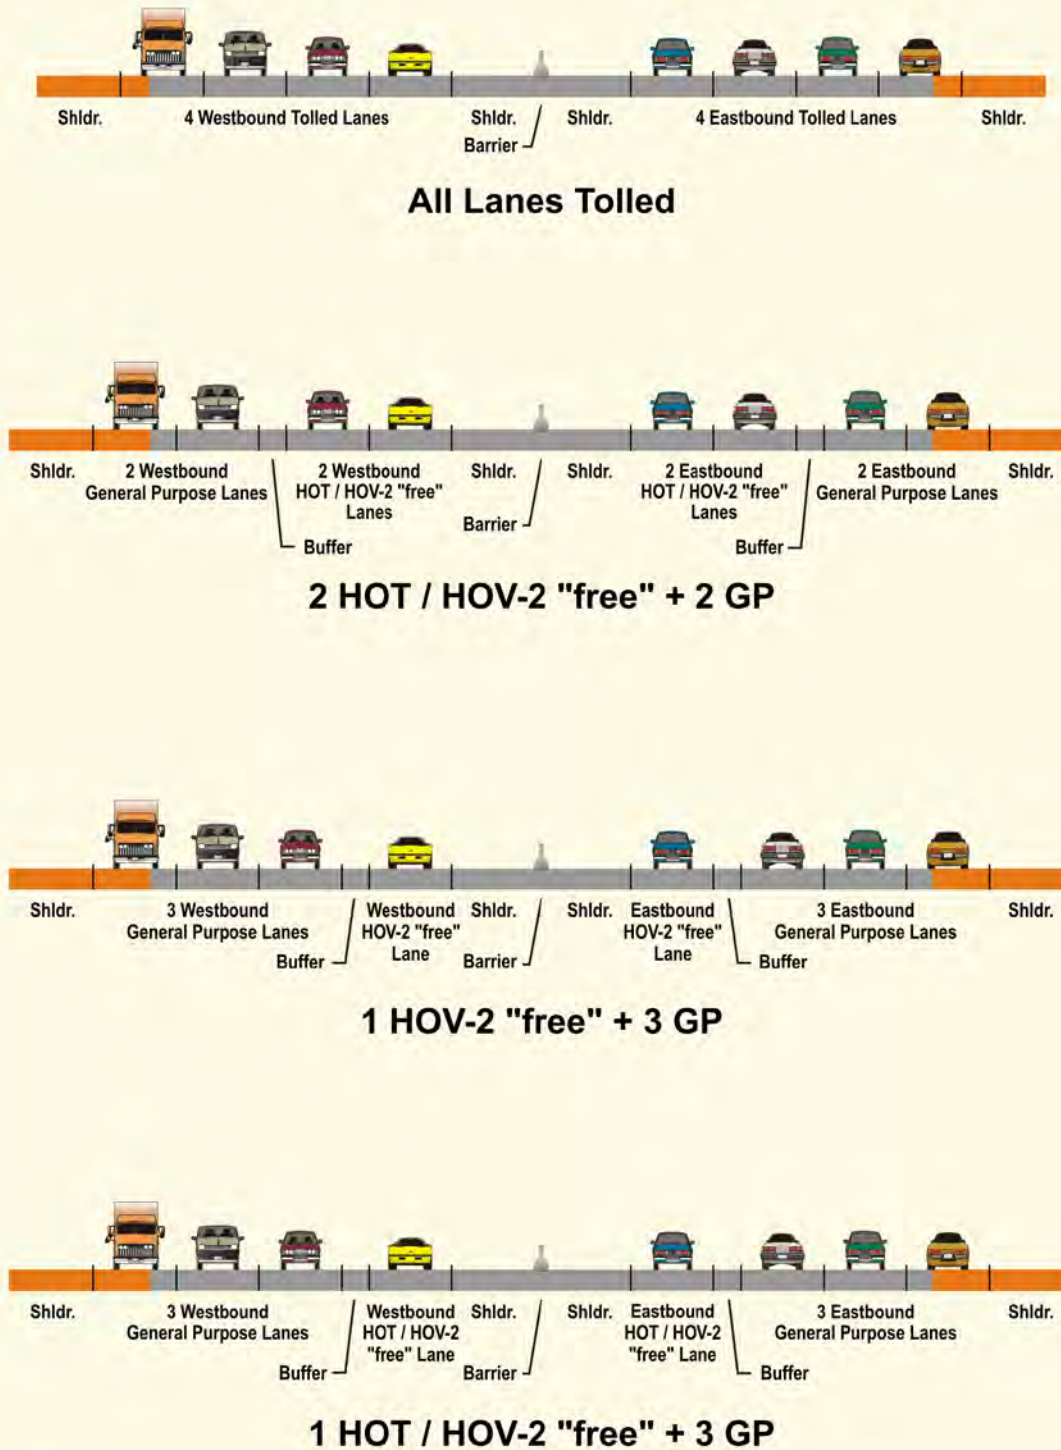 Shldr. 4 Westbound Tolled Lanes Shldr. Shldr. 4 Eastbound Tolled Lanes Shldr.
Barrier
All Lanes Tolled
Shldr. 2 Westbound 2 Westbound Shldr. Shldr. 2 Eastbound 2 Eastbound Shldr.
General Purpose Lanes HOT / HOV-2 "free" HOT / HOV-2 "free" General Purpose Lanes
Lanes Barrier Lanes
Buffer Buffer
2 HOT / HOV-2 "free" + 2 GP
Shldr. 3 Westbound Westbound Shldr. Shldr. Eastbound 3 Eastbound Shldr.
General Purpose Lanes HOV-2 "free" HOV-2 "free" General Purpose Lanes
Buffer Lane Barrier Lane Buffer
1 HOV-2 "free" + 3 GP
Shldr. 3 Westbound Westbound Shldr. Shldr. Eastbound 3 Eastbound Shldr.
General Purpose Lanes HOT / HOV-2 HOT / HOV-2 General Purpose Lanes
"free" Lane "free" Lane
Buffer Barrier Buffer
1 HOT / HOV-2 "free" + 3 GP